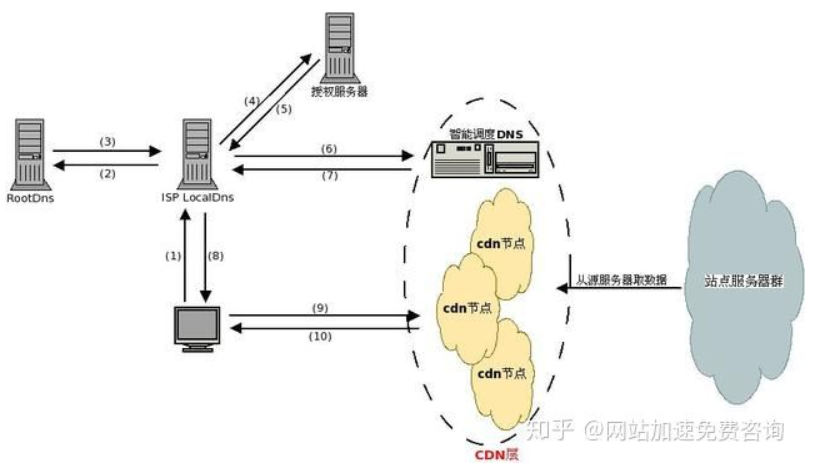 授权服务器
(4)
(5)
智能调度DNS
(3)
(2)
(6)
(7)
RootDns
ISP LocalDns
cdn节点
(1)
(8)
从源服务器取数据
站点服务器群
cdn节点
(9)
(10)
cdn节点
知乎 @网站加速免费咨询
CDN层